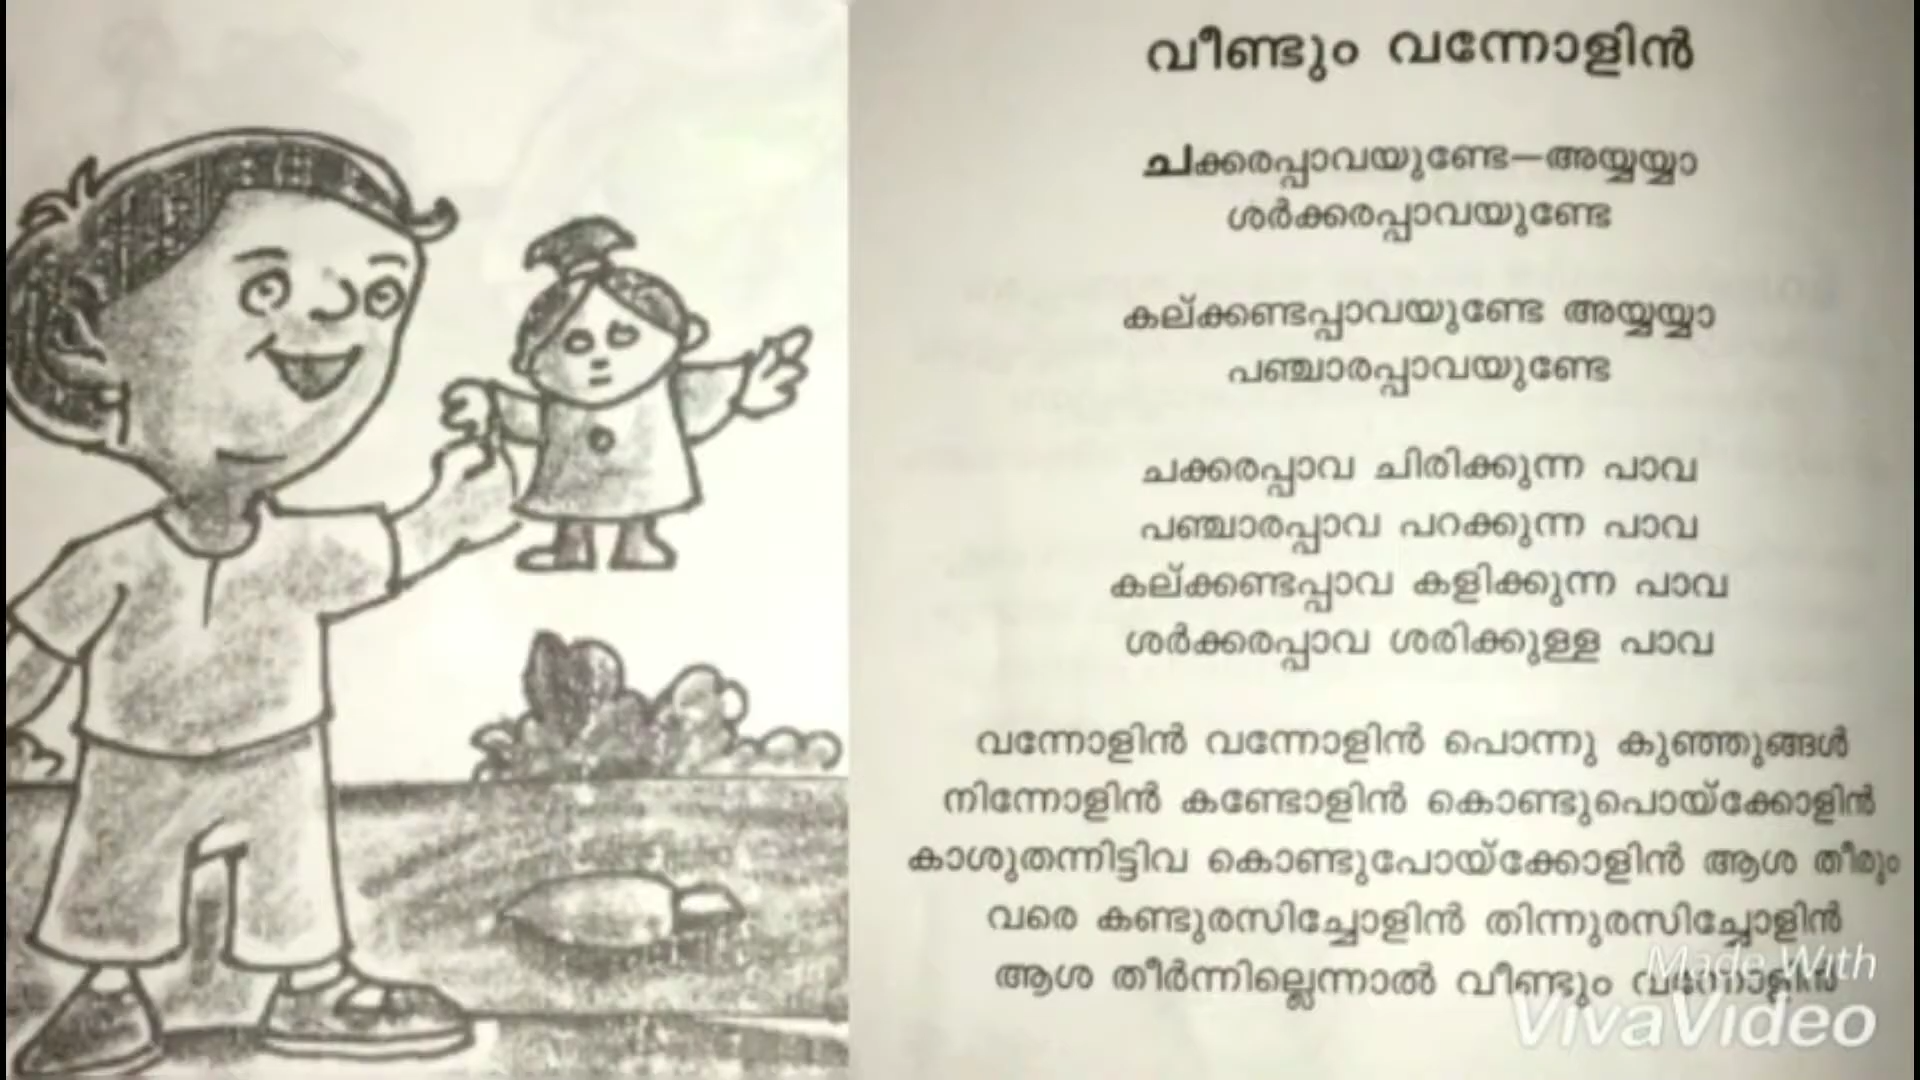 വീണ്ടും വന്നോളിൻ
ചക്കരപ്പാവയുണ്ടേ—അയ്യയ്യാ
ശർക്കരപ്പാവയുണ്ടേ
കല്ക്കണ്ടപ്പാവയുണ്ടേ അയ്യയ്യാ
പഞ്ചാരപ്പാവയുണ്ടേ
ചക്കരപ്പാവ ചിരിക്കുന്ന പാവ
പഞ്ചാരപ്പാവ പറക്കുന്ന പാവ
കല്ക്കണ്ടപ്പാവ കളിക്കുന്ന പാവ
ശർക്കരപ്പാവ ശരിക്കുള്ള പാവ
വന്നോളിൻ വന്നോളിൻ പൊന്നു കുഞ്ഞുങ്ങൾ
നിന്നോളിൻ കണ്ടോളിൻ കൊണ്ടുപൊയ്ക്കോളിൻ
കാശുതന്നിട്ടിവ കൊണ്ടുപോയ്ക്കോളിൻ ആശ തീരും
വരെ കണ്ടുരസിച്ചോളിൻ തിന്നുരസിച്ചോളിൻ
ആശ തീർന്നില്ലെന്നാൽ വീണ്ടും വന്നോളിൻ
Made With
VivaVideo